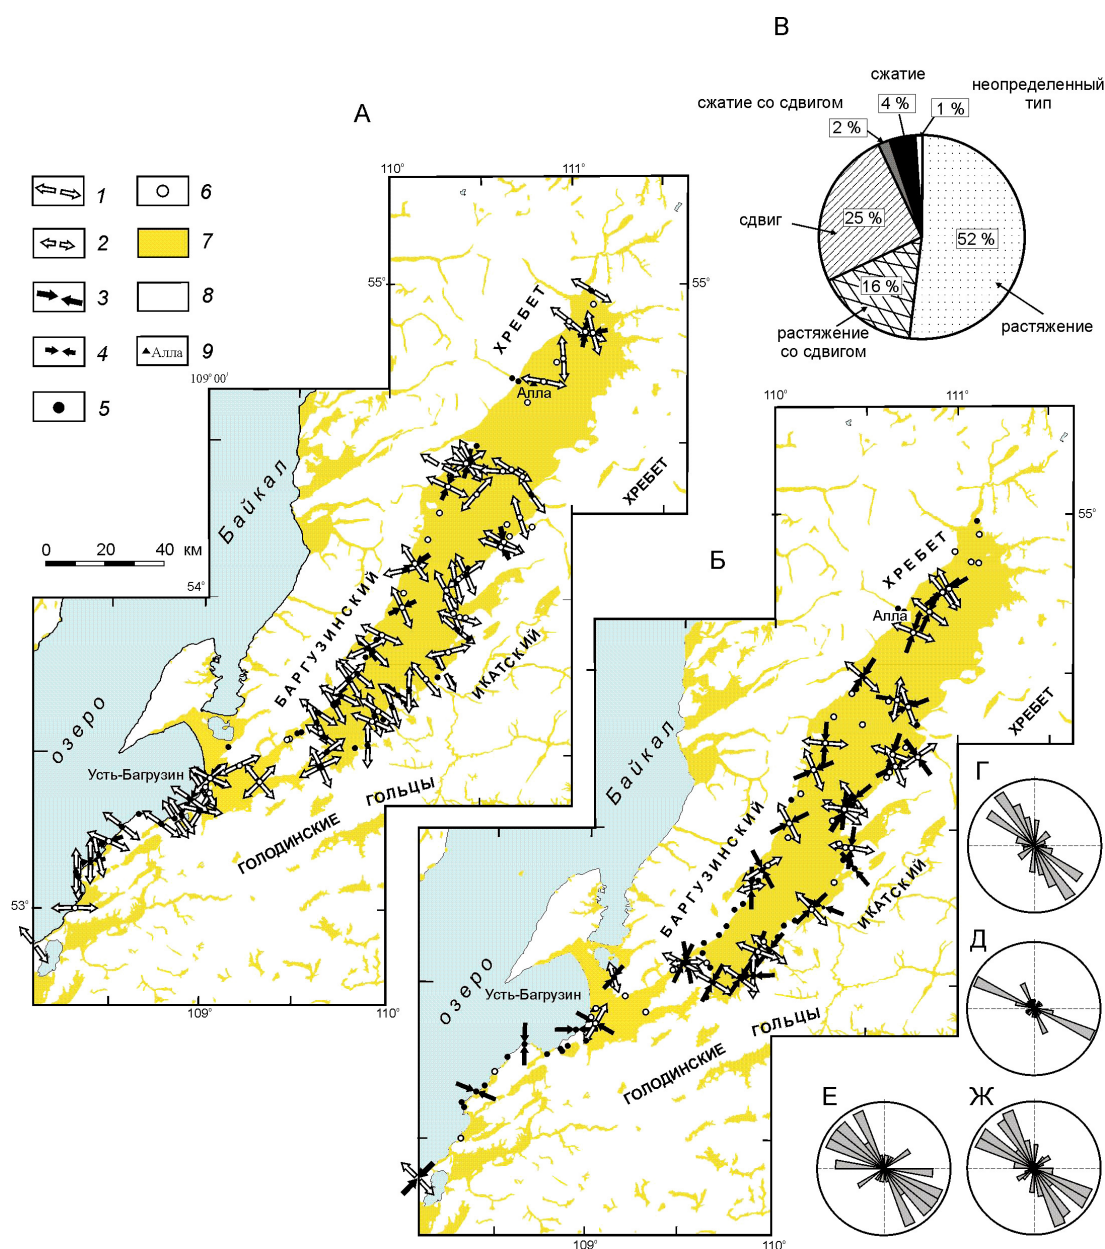 В
сжатие
неопределенный
тип
сжатие со сдвигом
4 %
1 %
2 %
сдвиг
25 %
52 %
16 %
растяжение
со сдвигом
растяжение
А
110°
111°
55°
55°
109°00'
1
6
2
7
3
8
4
Алла
9
5
ХРЕБЕТ
Алла
ХРЕБЕТ
Байкал
0
20
40
км
54°
БАРГУЗИНСКИЙ
ИКАТСКИЙ
озеро
Усть-Багрузин
ГОЛЬЦЫ
ГОЛОДИНСКИЕ
53°
109°
110°
Б
110°
111°
55°
ХРЕБЕТ
Алла
ХРЕБЕТ
Байкал
БАРГУЗИНСКИЙ
ИКАТСКИЙ
озеро
Усть-Багрузин
ГОЛЬЦЫ
ГОЛОДИНСКИЕ
109°
110°
Г
Д
Е
Ж